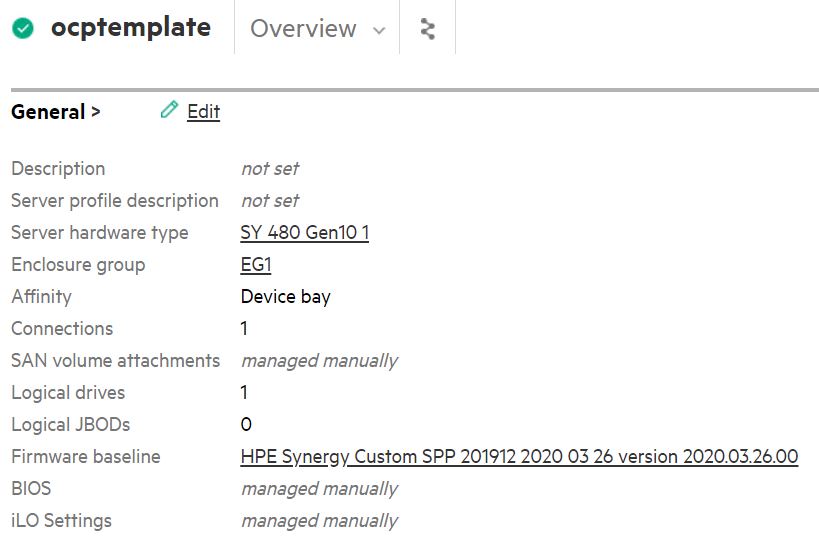 ocptemplate Overview
General > Edit
Description not set
Server profile description not set
Server hardware type SY 480 Gen10 1
Enclosure group EG1
Affinity Device bay
Connections 1
SAN volume attachments managed manually
Logical drives 1
Logical JBODs 0
Firmware baseline HPE Synergy Custom SPP 201912 2020 03 26 version 2020.03.26.00
BIOS managed manually
iLO Settings managed manually